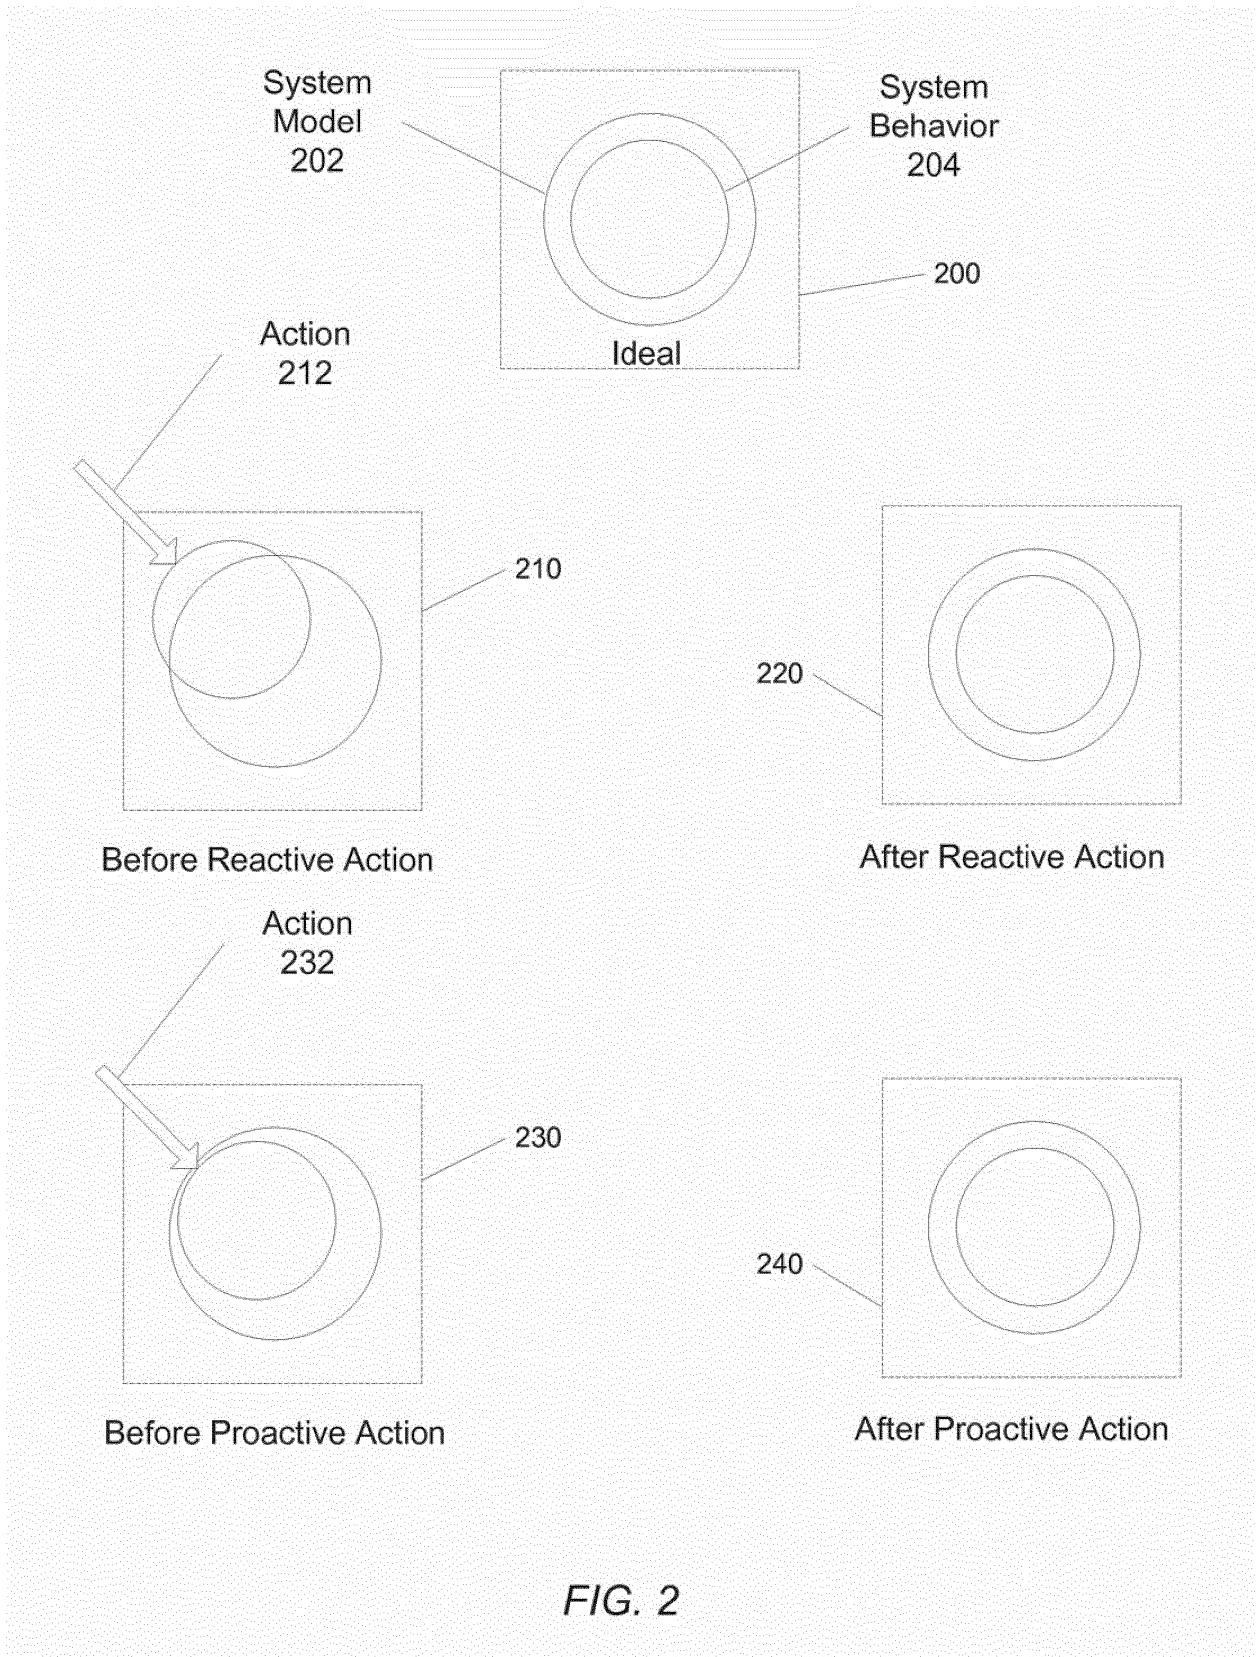 System
Model
202
System
Behavior
204
200
Ideal
Action
212
210
220
Before Reactive Action
After Reactive Action
Action
232
230
240
Before Proactive Action
After Proactive Action
FIG. 2